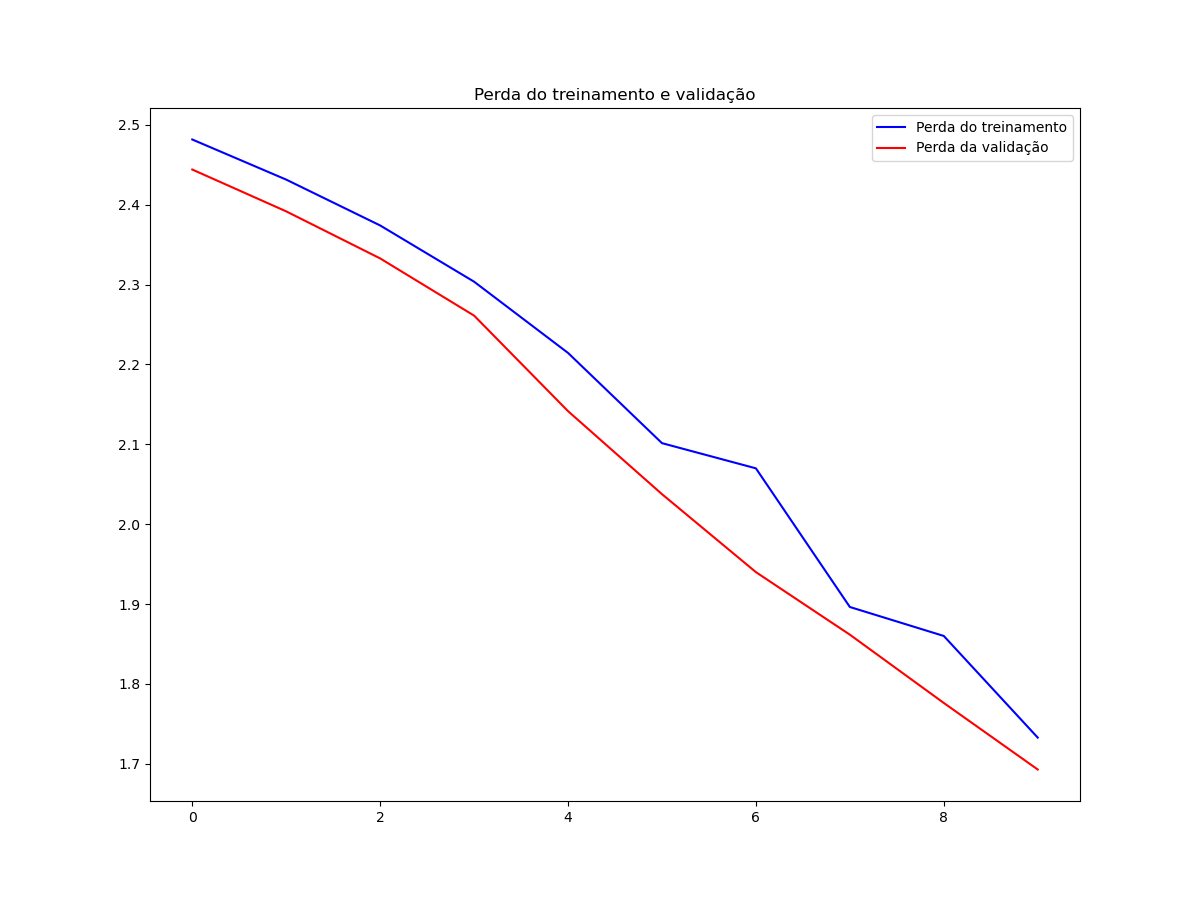 Perda do treinamento e validação
Perda do treinamento
Perda da validação
2.5
2.4
2.3
2.2
2.1
2.0
1.9
1.8
1.7
0 2 4 6 8